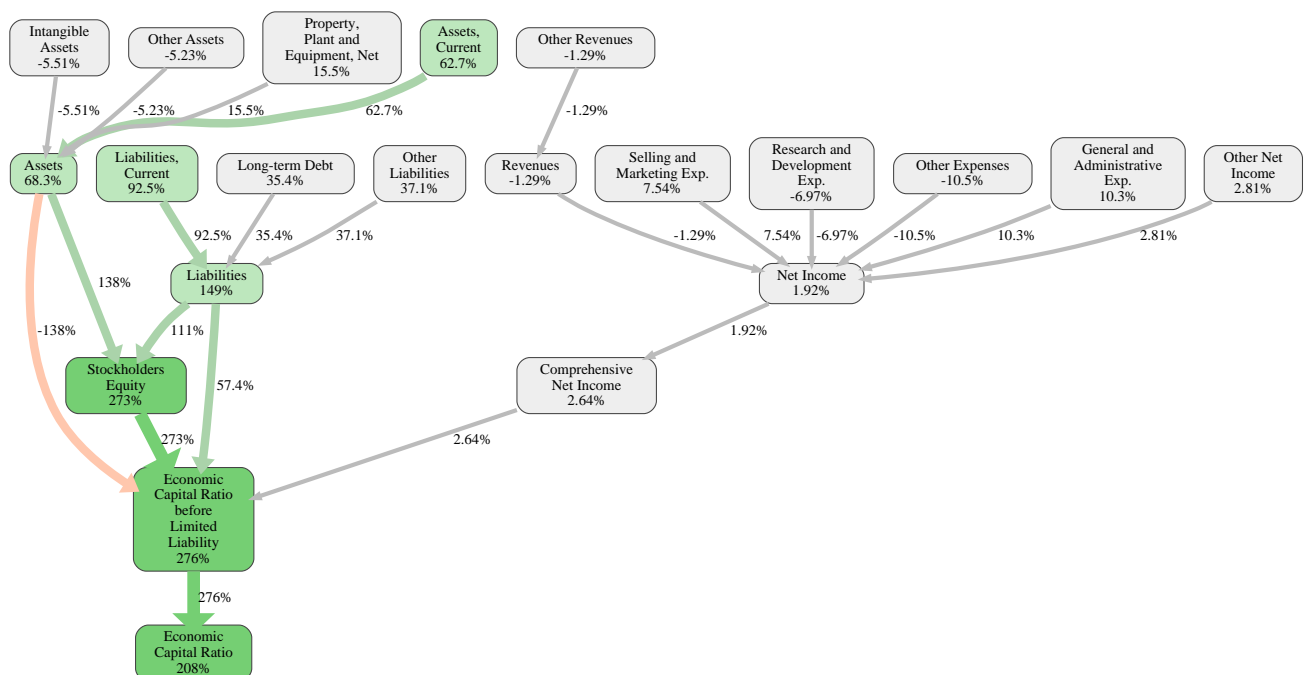 Intangible
Assets
-5.51%
Other Assets
-5.23%
Property,
Plant and
Equipment, Net
15.5%
Assets,
Current
62.7%
Other Revenues
-1.29%
-5.51%
-5.23%
15.5%
62.7%
-1.29%
Assets
68.3%
Liabilities,
Current
92.5%
Long-term Debt
35.4%
Other
Liabilities
37.1%
Revenues
-1.29%
Selling and
Marketing Exp.
7.54%
Research and
Development
Exp.
-6.97%
Other Expenses
-10.5%
General and
Administrative
Exp.
10.3%
Other Net
Income
2.81%
92.5%
35.4%
37.1%
-1.29%
7.54%
-6.97%
-10.5%
10.3%
2.81%
Liabilities
149%
Net Income
1.92%
138%
-138%
111%
1.92%
Stockholders
Equity
273%
57.4%
Comprehensive
Net Income
2.64%
273%
2.64%
Economic
Capital Ratio
before
Limited
Liability
276%
276%
Economic
Capital Ratio
208%